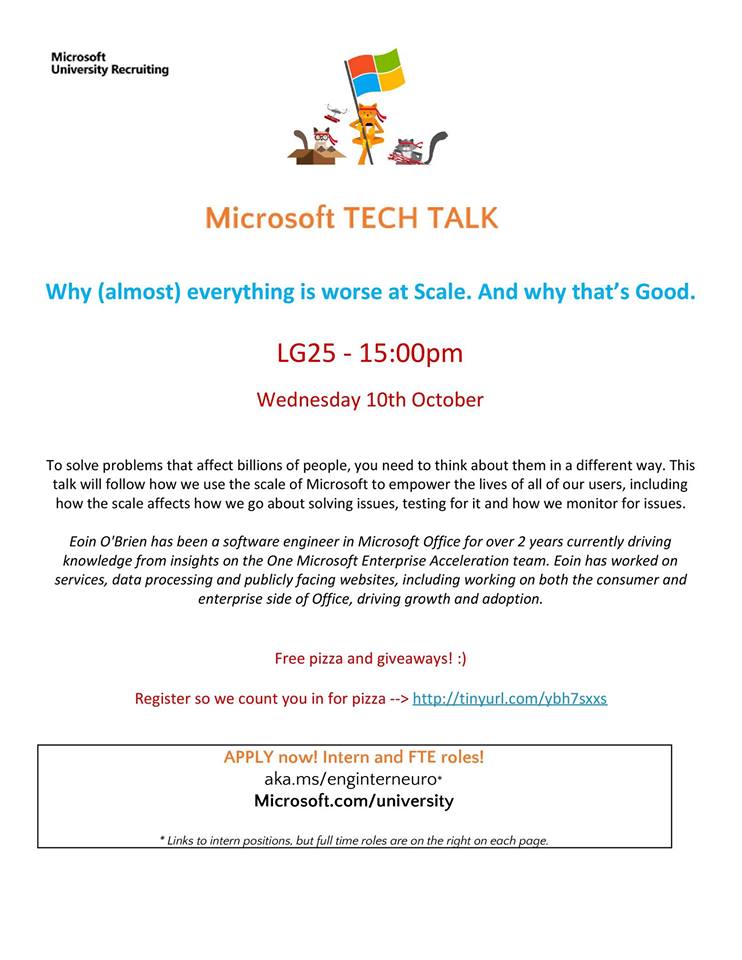 Microsoft
University Recruiting
Microsoft TECH TALK
Why (almost) everything is worse at Scale. And why that's Good.
LG25 - 15:00pm
Wednesday 10th October
To solve problems that affect billions of people, you need to think about them in a different way. This
talk will follow how we use the scale of Microsoft to empower the lives of all of our users, including
how the scale affects how we go about solving issues, testing for it and how we monitor for issues.
Eoin O'Brien has been a software engineer in Microsoft Office for over 2 years currently driving
knowledge from insights on the One Microsoft Enterprise Acceleration team. Eoin has worked on
services, data processing and publicly facing websites, including working on both the consumer and
enterprise side of Office, driving growth and adoption.
Free pizza and giveaways! :)
Register so we count you in for pizza --> http://tinyurl.com/ybh7sxxs
APPLY now! Intern and FTE roles!
aka.ms/enginterneuro*
Microsoft.com/university
* Links to intern positions, but full time roles are on the right on each page.